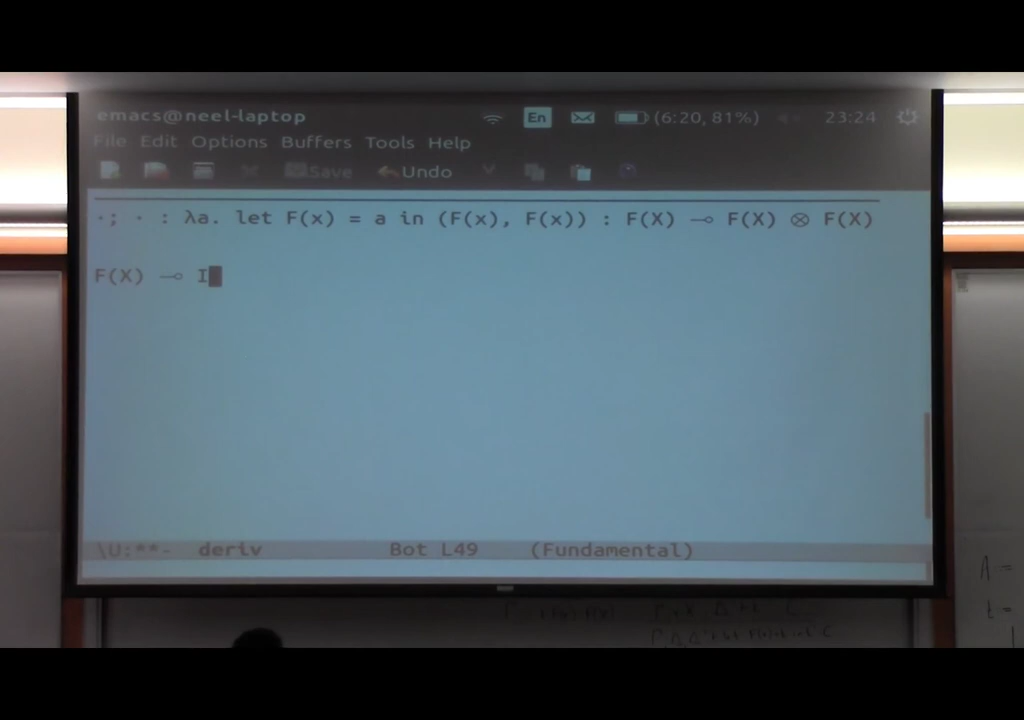 emacs@neel-laptop En (6:20, 81%) 23:24
File Edit Options Buffers Tools Help
Save Undo
·; · : λa. let F(x) = a in (F(x), F(x)) : F(X) ⊸ F(X) ⊗ F(X)
F(X) ⊸ I
\U:**- deriv Bot L49 (Fundamental)
A =
t =